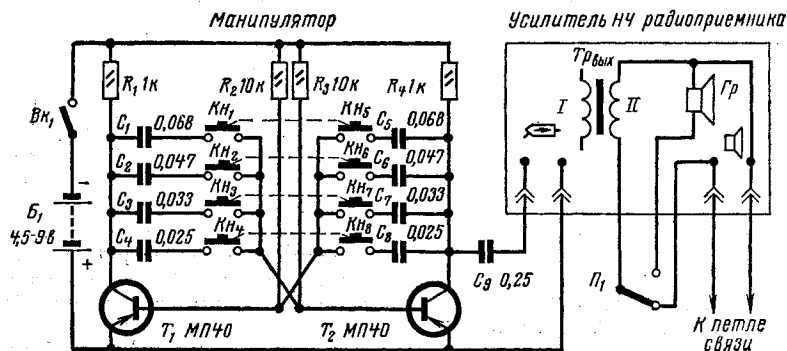 Манипулятор
Усилитель НЧ радиоприемника
R1 1к
R2 10к
R3 10к
R4 1к
Трвых
I
II
Гр
Вк1
C1 0,068
Кн1
Кн5
C5 0,068
C2 0,047
Кн2
Кн6
C6 0,047
C3 0,033
Кн3
Кн7
C7 0,033
C4 0,025
Кн4
Кн8
C8 0,025
Б1
4,5-9в
−
+
C9 0,25
П1
T1 МП40
T2 МП40
К петле
связи